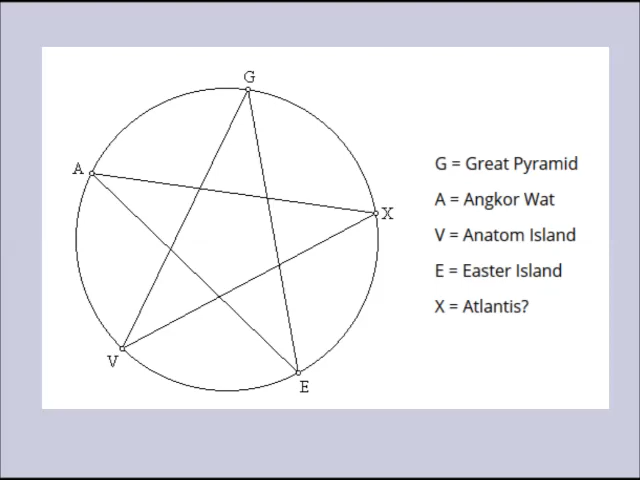 G
A
X
V
E
G = Great Pyramid
A = Angkor Wat
V = Anatom Island
E = Easter Island
X = Atlantis?